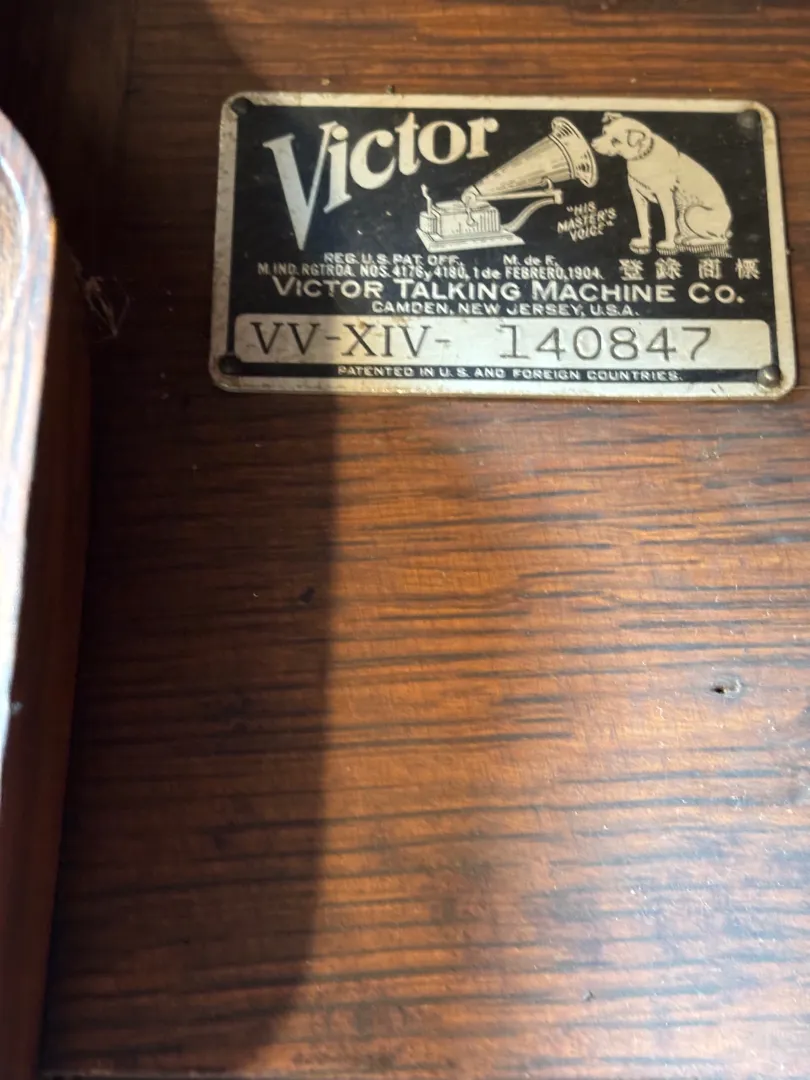 Victor
"HIS
MASTER'S
VOICE"
REG. U.S. PAT. OFF. M. de F.
M. IND. RGTRDA. NOS. 4176 y 4180, 1 de FEBRERO, 1904. 登錄商標
VICTOR TALKING MACHINE CO.
CAMDEN, NEW JERSEY, U.S.A.
VV-XIV- 140847
PATENTED IN U.S. AND FOREIGN COUNTRIES.